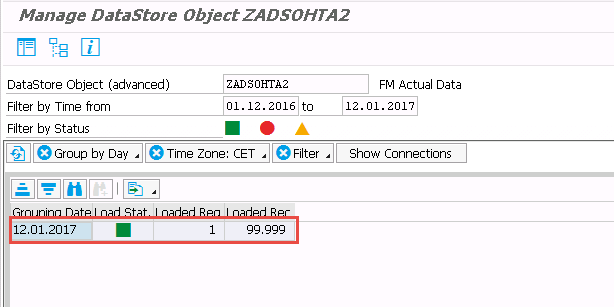 Manage DataStore Object ZADSOHTA2
DataStore Object (advanced) ZADSOHTA2 FM Actual Data
Filter by Time from 01.12.2016 to 12.01.2017
Filter by Status
Group by Day Time Zone: CET Filter Show Connections
Grouping Date Load Stat. Loaded Req Loaded Rec
12.01.2017 1 99.999